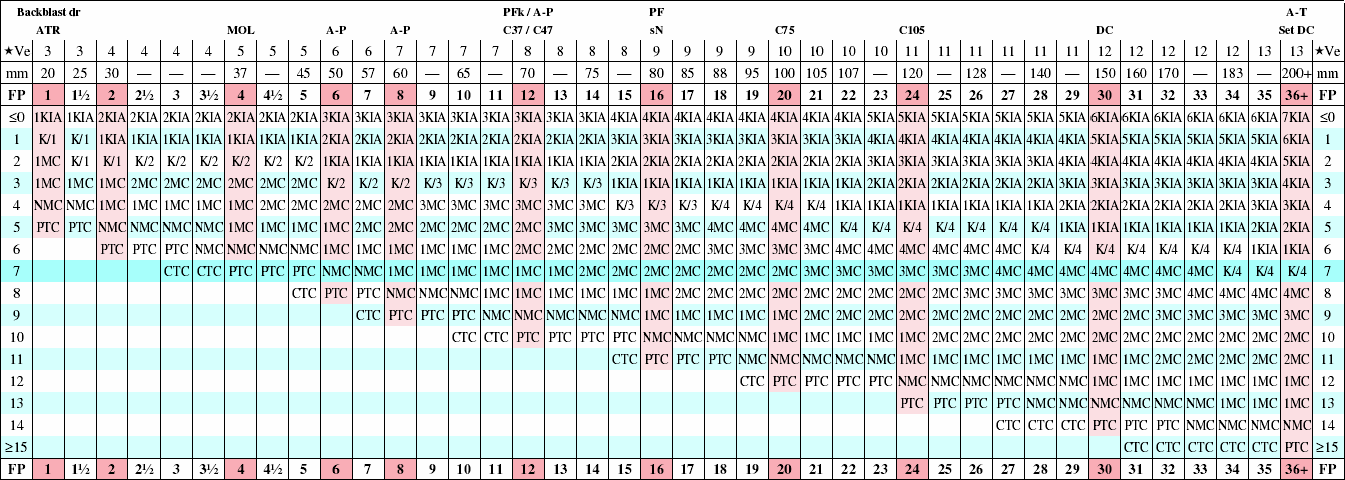 Backblast dr PFk / A-P PF A-T
ATR MOL A-P A-P C37 / C47 sN C75 C105 DC Set DC
★Ve 3 3 4 4 4 4 5 5 5 6 6 7 7 7 7 8 8 8 8 9 9 9 9 10 10 10 10 11 11 11 11 11 11 12 12 12 12 12 13 13 ★Ve
mm 20 25 30 — — — 37 — 45 50 57 60 — 65 — 70 — 75 — 80 85 88 95 100 105 107 — 120 — 128 — 140 — 150 160 170 — 183 — 200+ mm
FP 1 1½ 2 2½ 3 3½ 4 4½ 5 6 7 8 9 10 11 12 13 14 15 16 17 18 19 20 21 22 23 24 25 26 27 28 29 30 31 32 33 34 35 36+ FP
≤0 1KIA 1KIA 2KIA 2KIA 2KIA 2KIA 2KIA 2KIA 2KIA 3KIA 3KIA 3KIA 3KIA 3KIA 3KIA 3KIA 3KIA 3KIA 4KIA 4KIA 4KIA 4KIA 4KIA 4KIA 4KIA 4KIA 5KIA 5KIA 5KIA 5KIA 5KIA 5KIA 5KIA 6KIA 6KIA 6KIA 6KIA 6KIA 6KIA 7KIA ≤0
1 K/1 K/1 1KIA 1KIA 1KIA 1KIA 1KIA 1KIA 1KIA 2KIA 2KIA 2KIA 2KIA 2KIA 2KIA 2KIA 2KIA 2KIA 3KIA 3KIA 3KIA 3KIA 3KIA 3KIA 3KIA 3KIA 4KIA 4KIA 4KIA 4KIA 4KIA 4KIA 4KIA 5KIA 5KIA 5KIA 5KIA 5KIA 5KIA 6KIA 1
2 1MC K/1 K/1 K/2 K/2 K/2 K/2 K/2 K/2 1KIA 1KIA 1KIA 1KIA 1KIA 1KIA 1KIA 1KIA 1KIA 2KIA 2KIA 2KIA 2KIA 2KIA 2KIA 2KIA 2KIA 3KIA 3KIA 3KIA 3KIA 3KIA 3KIA 3KIA 4KIA 4KIA 4KIA 4KIA 4KIA 4KIA 5KIA 2
3 1MC 1MC 1MC 2MC 2MC 2MC 2MC 2MC 2MC K/2 K/2 K/2 K/3 K/3 K/3 K/3 K/3 K/3 1KIA 1KIA 1KIA 1KIA 1KIA 1KIA 1KIA 1KIA 2KIA 2KIA 2KIA 2KIA 2KIA 2KIA 2KIA 3KIA 3KIA 3KIA 3KIA 3KIA 3KIA 4KIA 3
4 NMC NMC 1MC 1MC 1MC 1MC 1MC 2MC 2MC 2MC 2MC 2MC 3MC 3MC 3MC 3MC 3MC 3MC K/3 K/3 K/3 K/4 K/4 K/4 K/4 K/4 1KIA 1KIA 1KIA 1KIA 1KIA 1KIA 1KIA 2KIA 2KIA 2KIA 2KIA 2KIA 2KIA 3KIA 4
5 PTC PTC NMC NMC NMC NMC 1MC 1MC 1MC 1MC 2MC 2MC 2MC 2MC 2MC 2MC 3MC 3MC 3MC 3MC 3MC 4MC 4MC 4MC 4MC K/4 K/4 K/4 K/4 K/4 K/4 K/4 1KIA 1KIA 1KIA 1KIA 1KIA 1KIA 2KIA 2KIA 5
6 PTC PTC PTC NMC NMC NMC NMC 1MC 1MC 1MC 1MC 1MC 1MC 2MC 2MC 2MC 2MC 2MC 2MC 3MC 3MC 3MC 3MC 4MC 4MC 4MC 4MC 4MC 4MC K/4 K/4 K/4 K/4 K/4 K/4 K/4 1KIA 1KIA 6
7 CTC CTC PTC PTC PTC NMC NMC 1MC 1MC 1MC 1MC 1MC 1MC 2MC 2MC 2MC 2MC 2MC 2MC 2MC 3MC 3MC 3MC 3MC 3MC 3MC 4MC 4MC 4MC 4MC 4MC 4MC 4MC K/4 K/4 K/4 7
8 CTC PTC PTC NMC NMC NMC 1MC 1MC 1MC 1MC 1MC 1MC 2MC 2MC 2MC 2MC 2MC 2MC 2MC 2MC 2MC 3MC 3MC 3MC 3MC 3MC 3MC 3MC 3MC 3MC 3MC 4MC 8
9 CTC PTC PTC PTC NMC NMC NMC NMC NMC 1MC 1MC 1MC 1MC 1MC 1MC 1MC 2MC 2MC 2MC 2MC 2MC 2MC 2MC 2MC 2MC 3MC 3MC 3MC 3MC 3MC 9
10 CTC CTC PTC PTC PTC PTC NMC NMC NMC NMC 1MC 1MC 1MC 1MC 1MC 1MC 1MC 2MC 2MC 2MC 2MC 2MC 2MC 2MC 2MC 2MC 2MC 10
11 CTC PTC PTC PTC NMC NMC NMC NMC NMC 1MC 1MC 1MC 1MC 1MC 1MC 1MC 1MC 2MC 2MC 2MC 2MC 2MC 11
12 CTC PTC PTC PTC PTC NMC NMC NMC NMC NMC NMC 1MC 1MC 1MC 1MC 1MC 1MC 1MC 12
13 PTC PTC PTC PTC NMC NMC NMC NMC NMC NMC 1MC 1MC 1MC 13
14 CTC CTC CTC PTC PTC PTC NMC NMC NMC NMC 14
≥15 CTC CTC CTC CTC CTC PTC ≥15
FP 1 1½ 2 2½ 3 3½ 4 4½ 5 6 7 8 9 10 11 12 13 14 15 16 17 18 19 20 21 22 23 24 25 26 27 28 29 30 31 32 33 34 35 36+ FP